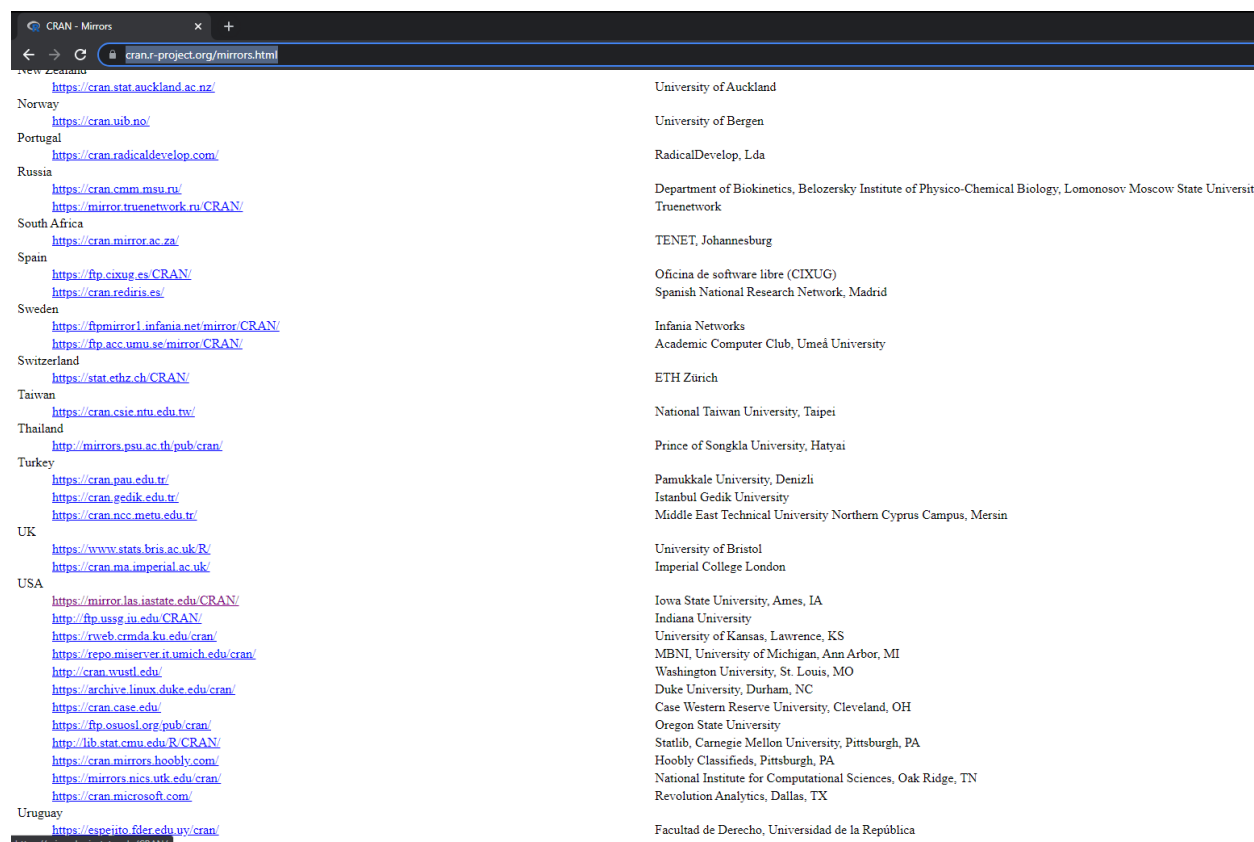 CRAN - Mirrors
cran.r-project.org/mirrors.html
New Zealand
https://cran.stat.auckland.ac.nz/ University of Auckland
Norway
https://cran.uib.no/ University of Bergen
Portugal
https://cran.radicaldevelop.com/ RadicalDevelop, Lda
Russia
https://cran.cmm.msu.ru/ Department of Biokinetics, Belozersky Institute of Physico-Chemical Biology, Lomonosov Moscow State Universit
https://mirror.truenetwork.ru/CRAN/ Truenetwork
South Africa
https://cran.mirror.ac.za/ TENET, Johannesburg
Spain
https://ftp.cixug.es/CRAN/ Oficina de software libre (CIXUG)
https://cran.rediris.es/ Spanish National Research Network, Madrid
Sweden
https://ftpmirror1.infania.net/mirror/CRAN/ Infania Networks
https://ftp.acc.umu.se/mirror/CRAN/ Academic Computer Club, Umeå University
Switzerland
https://stat.ethz.ch/CRAN/ ETH Zürich
Taiwan
https://cran.csie.ntu.edu.tw/ National Taiwan University, Taipei
Thailand
http://mirrors.psu.ac.th/pub/cran/ Prince of Songkla University, Hatyai
Turkey
https://cran.pau.edu.tr/ Pamukkale University, Denizli
https://cran.gedik.edu.tr/ Istanbul Gedik University
https://cran.ncc.metu.edu.tr/ Middle East Technical University Northern Cyprus Campus, Mersin
UK
https://www.stats.bris.ac.uk/R/ University of Bristol
https://cran.ma.imperial.ac.uk/ Imperial College London
USA
https://mirror.las.iastate.edu/CRAN/ Iowa State University, Ames, IA
http://ftp.ussg.iu.edu/CRAN/ Indiana University
https://rweb.crmda.ku.edu/cran/ University of Kansas, Lawrence, KS
https://repo.miserver.it.umich.edu/cran/ MBNI, University of Michigan, Ann Arbor, MI
http://cran.wustl.edu/ Washington University, St. Louis, MO
https://archive.linux.duke.edu/cran/ Duke University, Durham, NC
https://cran.case.edu/ Case Western Reserve University, Cleveland, OH
https://ftp.osuosl.org/pub/cran/ Oregon State University
http://lib.stat.cmu.edu/R/CRAN/ Statlib, Carnegie Mellon University, Pittsburgh, PA
https://cran.mirrors.hoobly.com/ Hoobly Classifieds, Pittsburgh, PA
https://mirrors.nics.utk.edu/cran/ National Institute for Computational Sciences, Oak Ridge, TN
https://cran.microsoft.com/ Revolution Analytics, Dallas, TX
Uruguay
https://espejito.fder.edu.uy/cran/ Facultad de Derecho, Universidad de la República